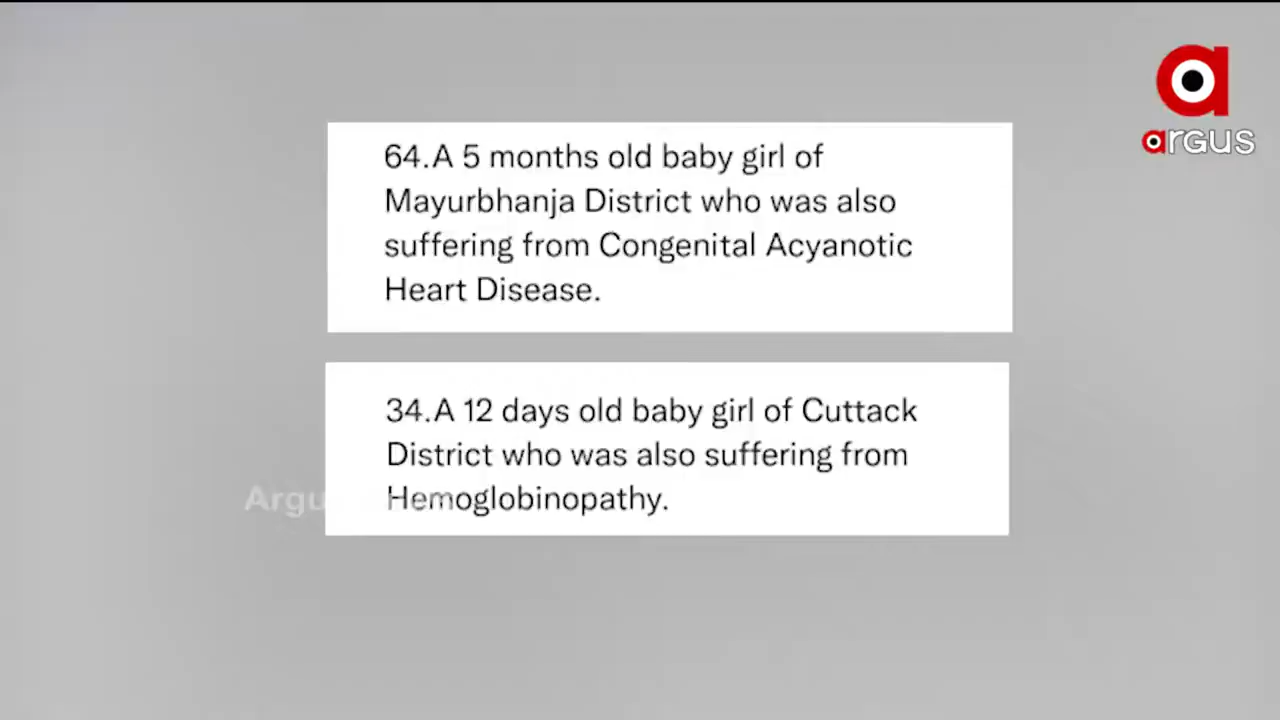 argus
64.A 5 months old baby girl of
Mayurbhanja District who was also
suffering from Congenital Acyanotic
Heart Disease.
34.A 12 days old baby girl of Cuttack
District who was also suffering from
Hemoglobinopathy.